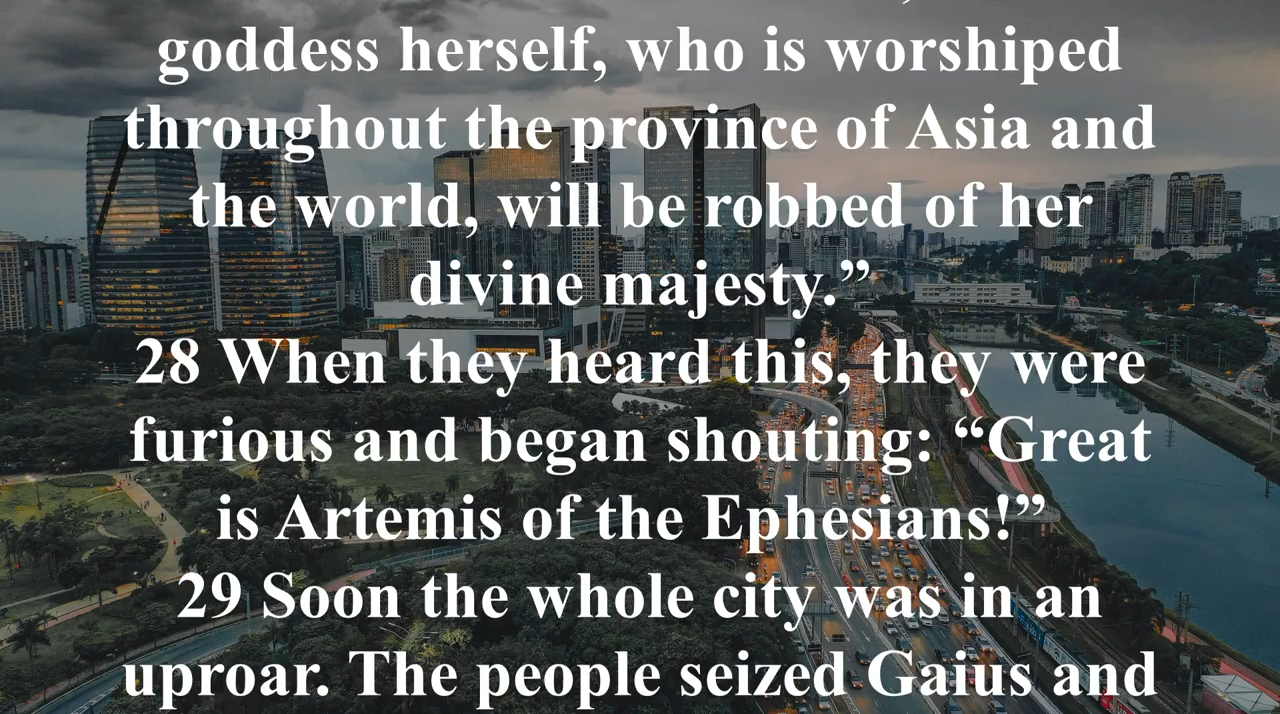 goddess herself, who is worshiped
throughout the province of Asia and
the world, will be robbed of her
divine majesty.”
28 When they heard this, they were
furious and began shouting: “Great
is Artemis of the Ephesians!”
29 Soon the whole city was in an
uproar. The people seized Gaius and